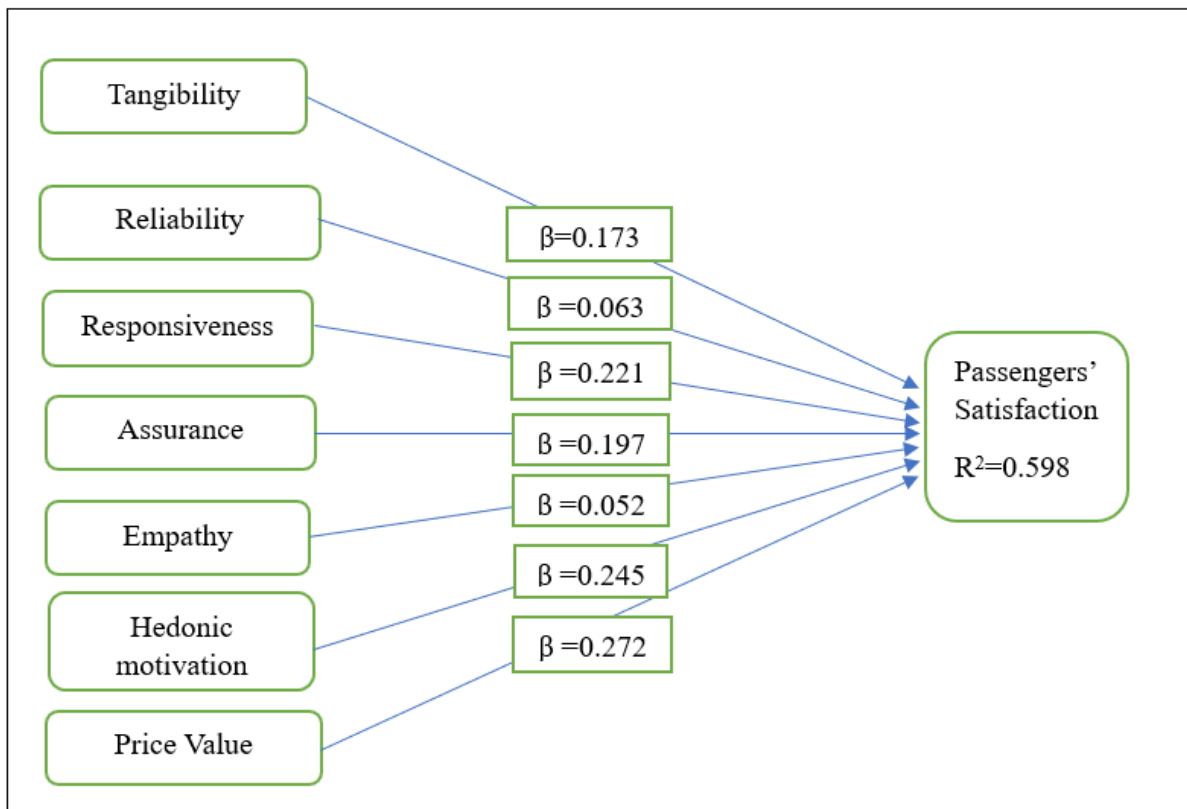 Tangibility
Reliability
Responsiveness
Assurance
Empathy
Hedonic
motivation
Price Value
β=0.173
β =0.063
β =0.221
β =0.197
β =0.052
β =0.245
β =0.272
Passengers’
Satisfaction
R²=0.598